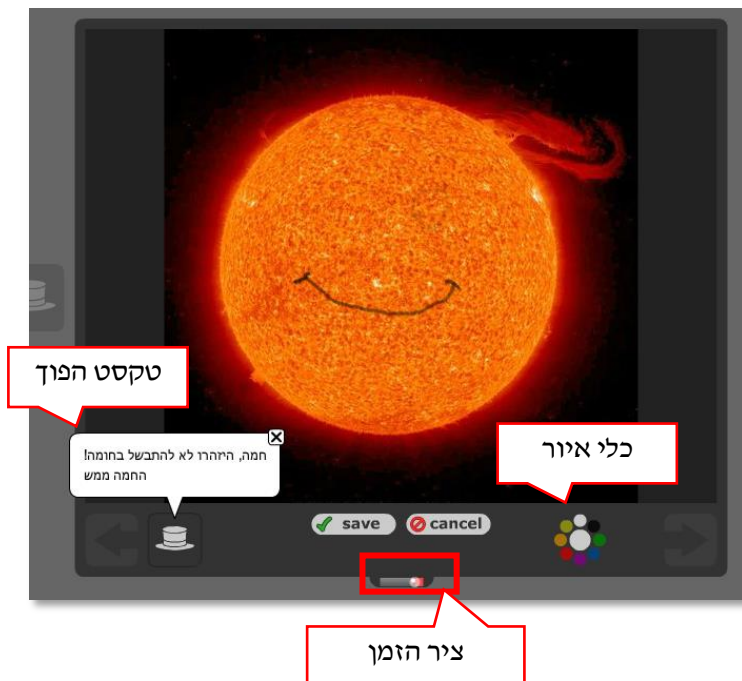 טקסט הפוך
חמה, היזהרו לא להתבשל בחומה!
החמה ממש
כלי איור
save
cancel
ציר הזמן